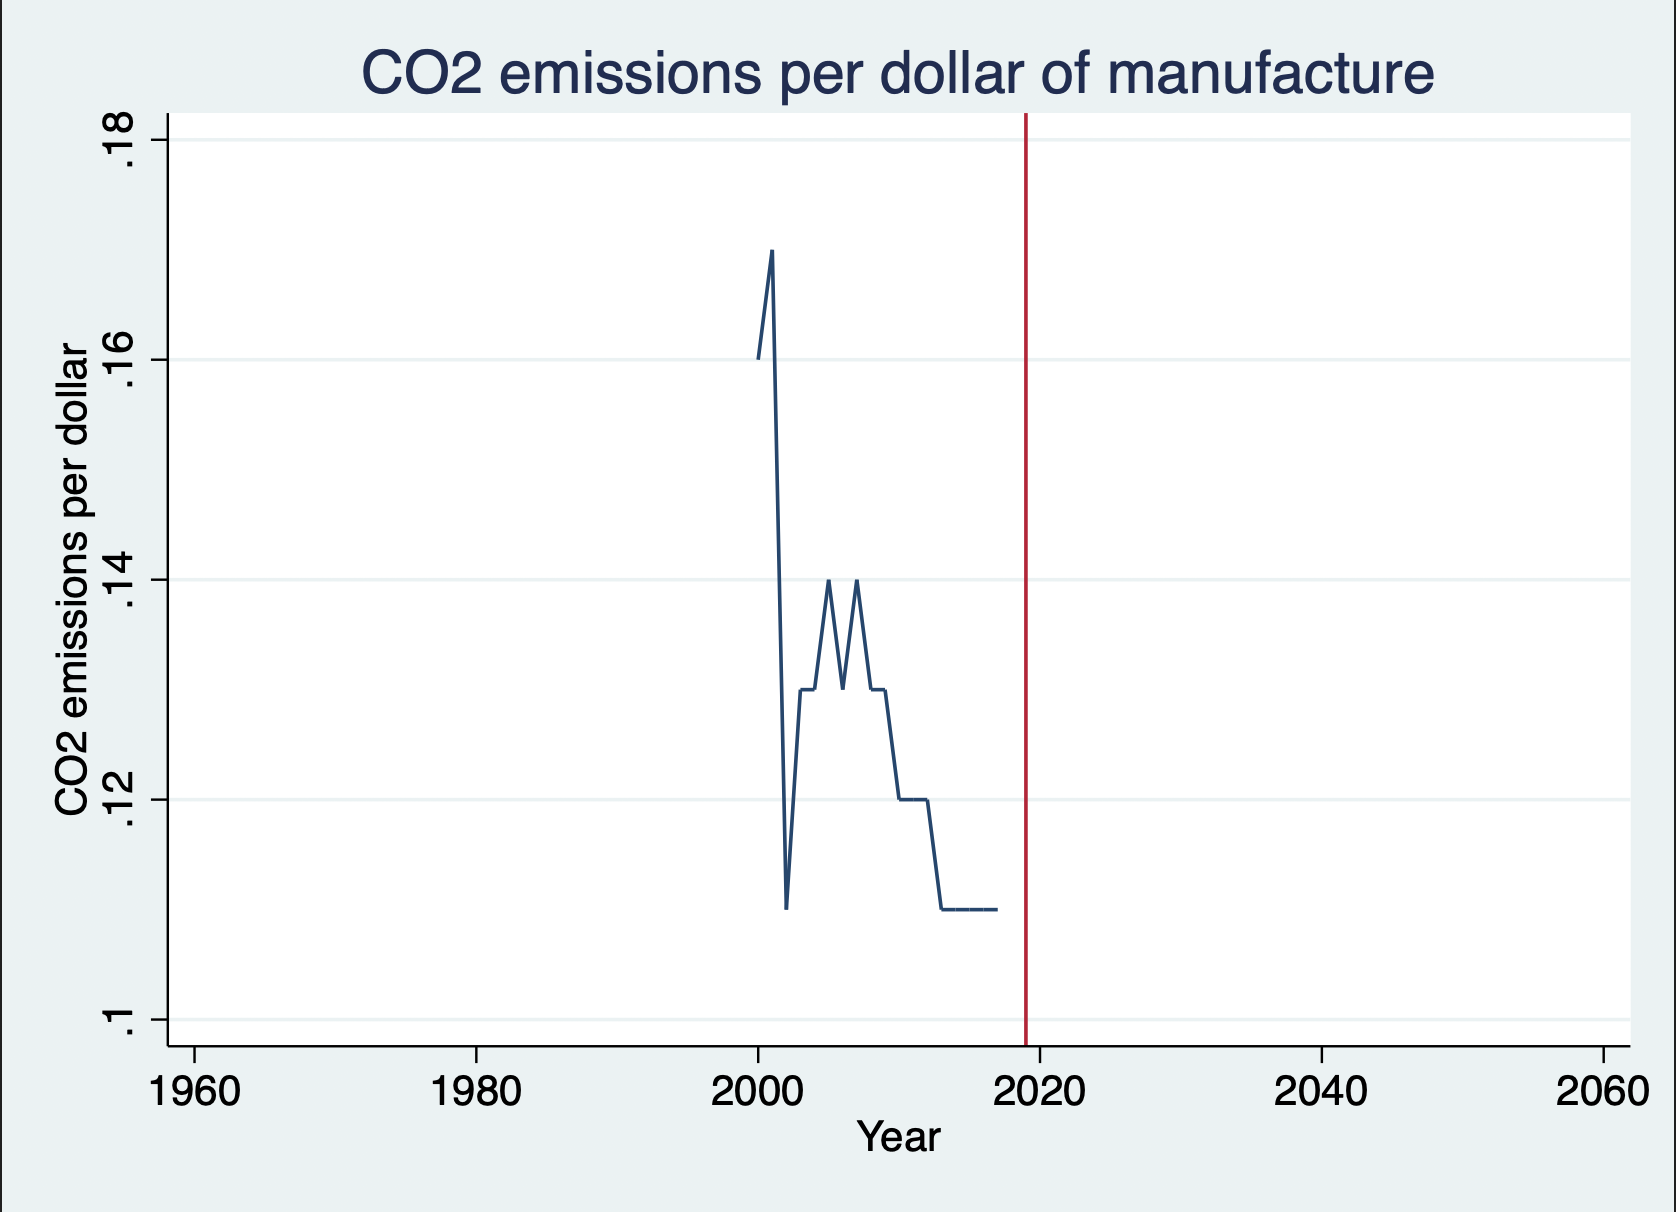 CO2 emissions per dollar of manufacture
CO2 emissions per dollar
.18
.16
.14
.12
.1
1960 1980 2000 2020 2040 2060
Year